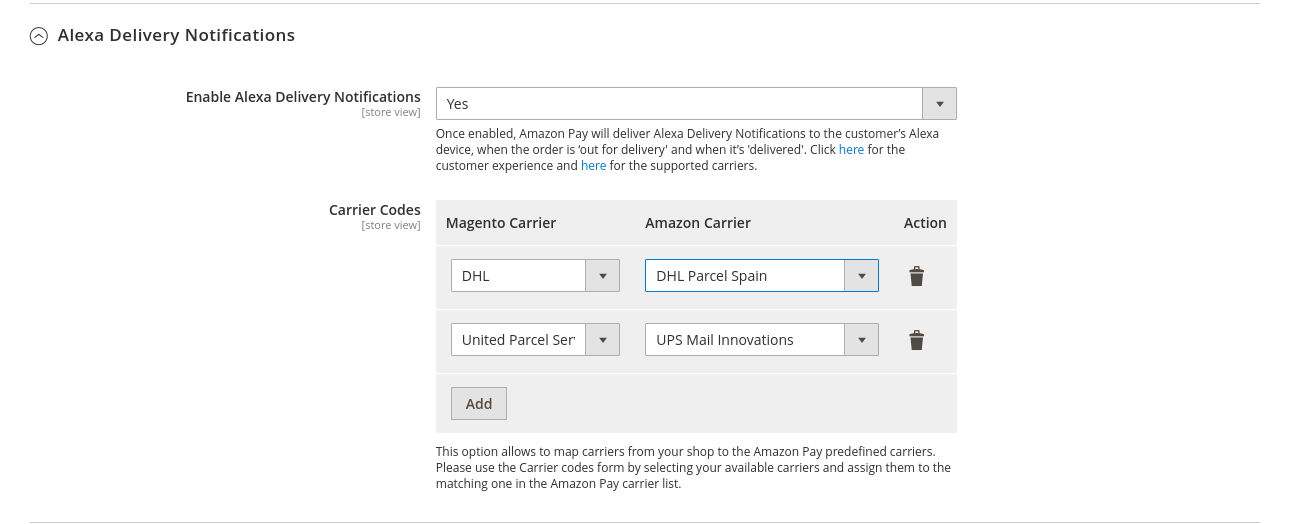 Alexa Delivery Notifications
Enable Alexa Delivery Notifications
[store view]
Yes
Once enabled, Amazon Pay will deliver Alexa Delivery Notifications to the customer's Alexa
device, when the order is ‘out for delivery' and when it’s 'delivered'. Click here for the
customer experience and here for the supported carriers.
Carrier Codes
[store view]
Magento Carrier Amazon Carrier Action
DHL DHL Parcel Spain
United Parcel Ser UPS Mail Innovations
Add
This option allows to map carriers from your shop to the Amazon Pay predefined carriers.
Please use the Carrier codes form by selecting your available carriers and assign them to the
matching one in the Amazon Pay carrier list.